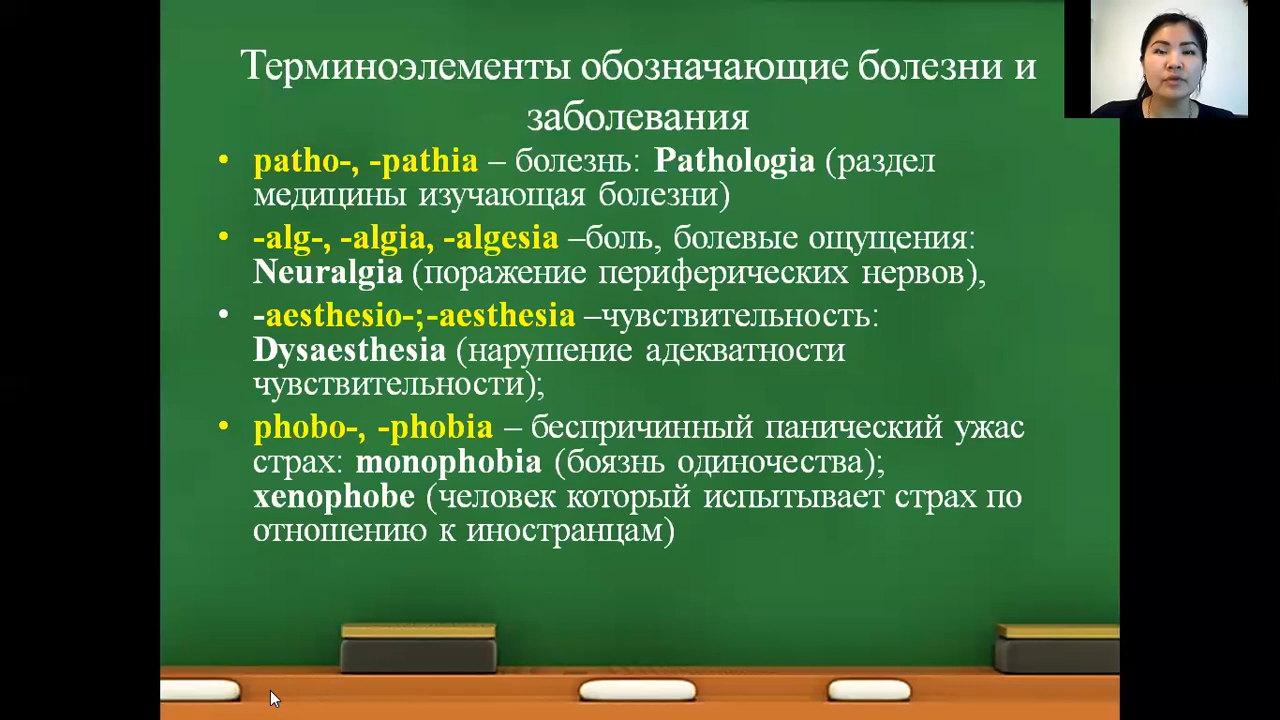 Терминоэлементы обозначающие болезни и
заболевания
• patho-, -pathia – болезнь: Pathologia (раздел
медицины изучающая болезни)
• -alg-, -algia, -algesia –боль, болевые ощущения:
Neuralgia (поражение периферических нервов),
• -aesthesio-;-aesthesia –чувствительность:
Dysaesthesia (нарушение адекватности
чувствительности);
• phobo-, -phobia – беспричинный панический ужас
страх: monophobia (боязнь одиночества);
xenophobe (человек который испытывает страх по
отношению к иностранцам)